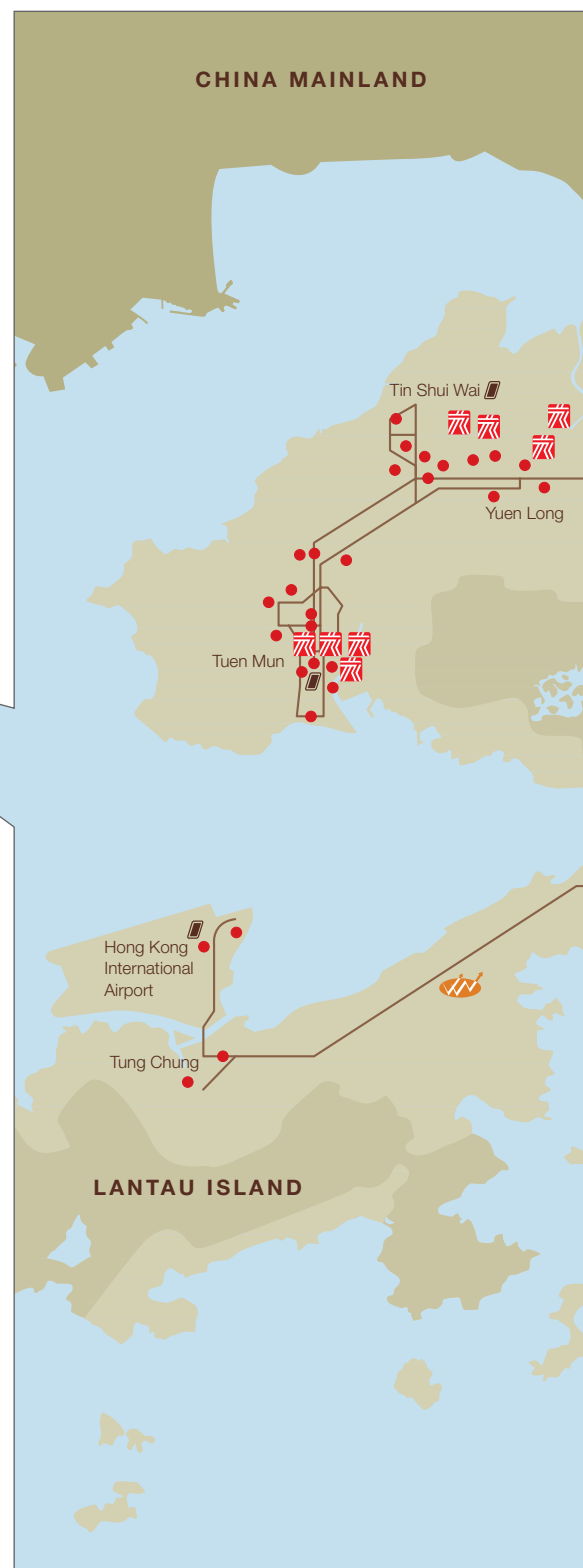 CHINA MAINLAND
Tin Shui Wai
Yuen Long
Tuen Mun
Hong Kong
International
Airport
Tung Chung
LANTAU ISLAND